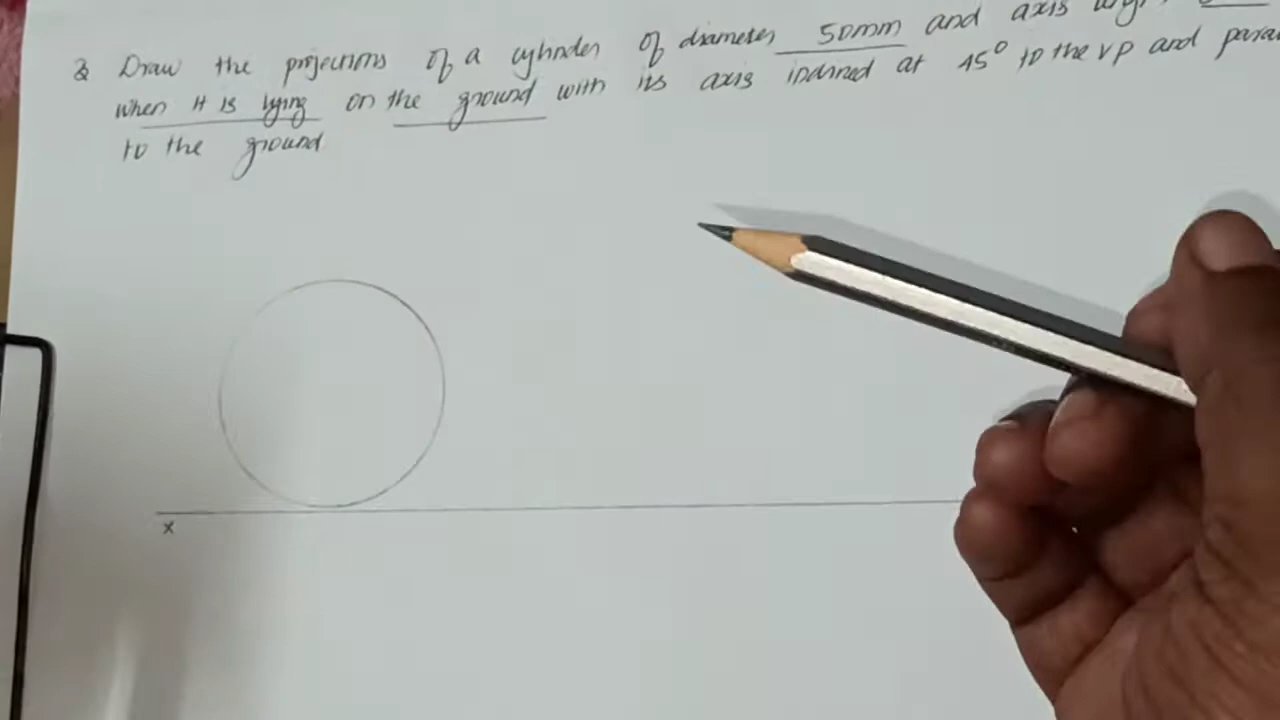 Q Draw the projections of a cylinder of diameter 50mm and axis
when it is lying on the ground with its axis inclined at 45° to the VP and
to the ground
x